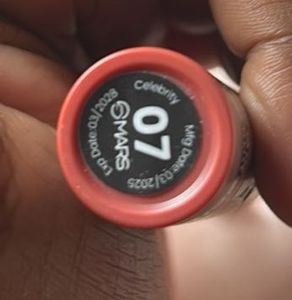 Celebrity
07
MARS
Mfg Date: 03/2025
Exp Date: 03/2028